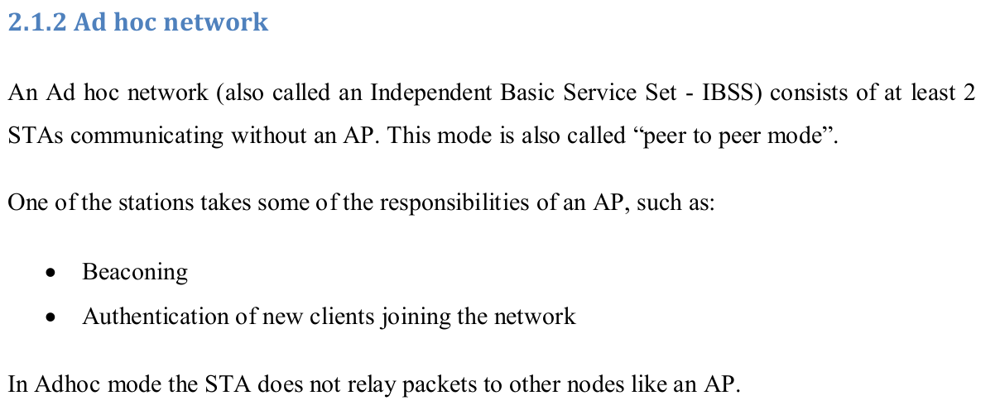 2.1.2 Ad hoc network
An Ad hoc network (also called an Independent Basic Service Set - IBSS) consists of at least 2
STAs communicating without an AP. This mode is also called “peer to peer mode”.
One of the stations takes some of the responsibilities of an AP, such as:
• Beaconing
• Authentication of new clients joining the network
In Adhoc mode the STA does not relay packets to other nodes like an AP.